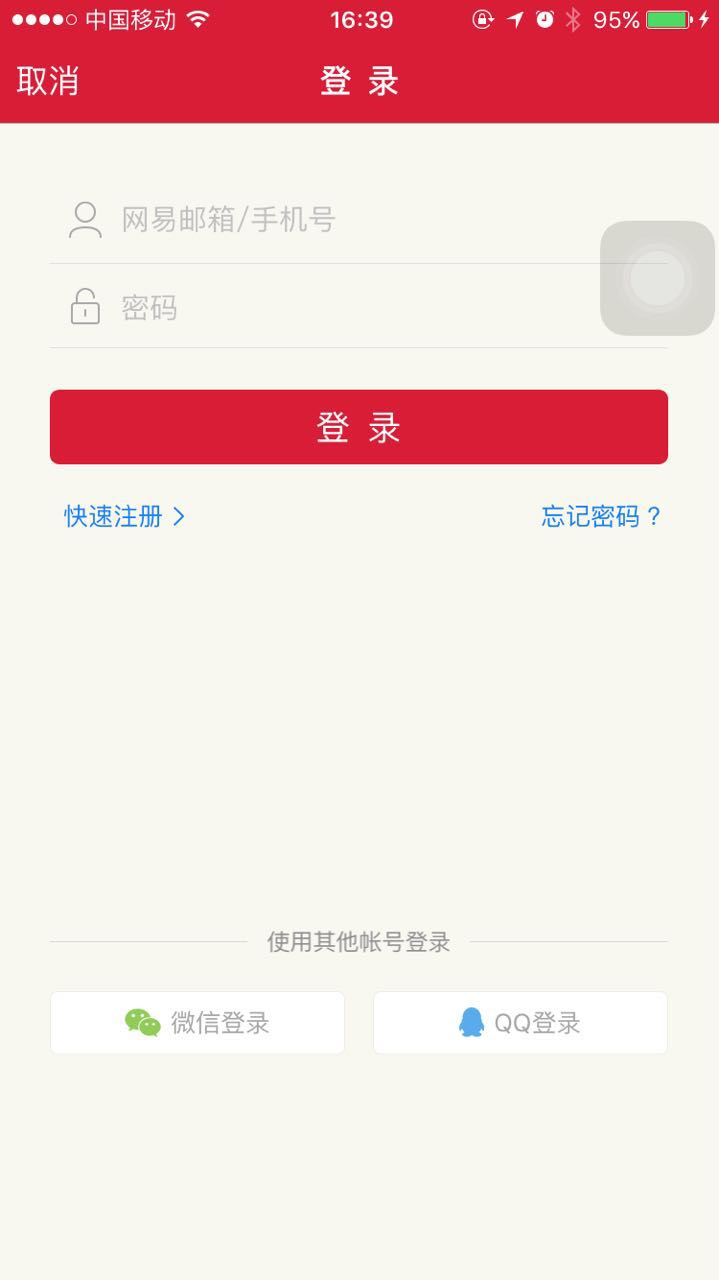 中国移动 16:39 95%
取消 登 录
网易邮箱/手机号
密码
登 录
快速注册 忘记密码？
使用其他帐号登录
微信登录 QQ登录